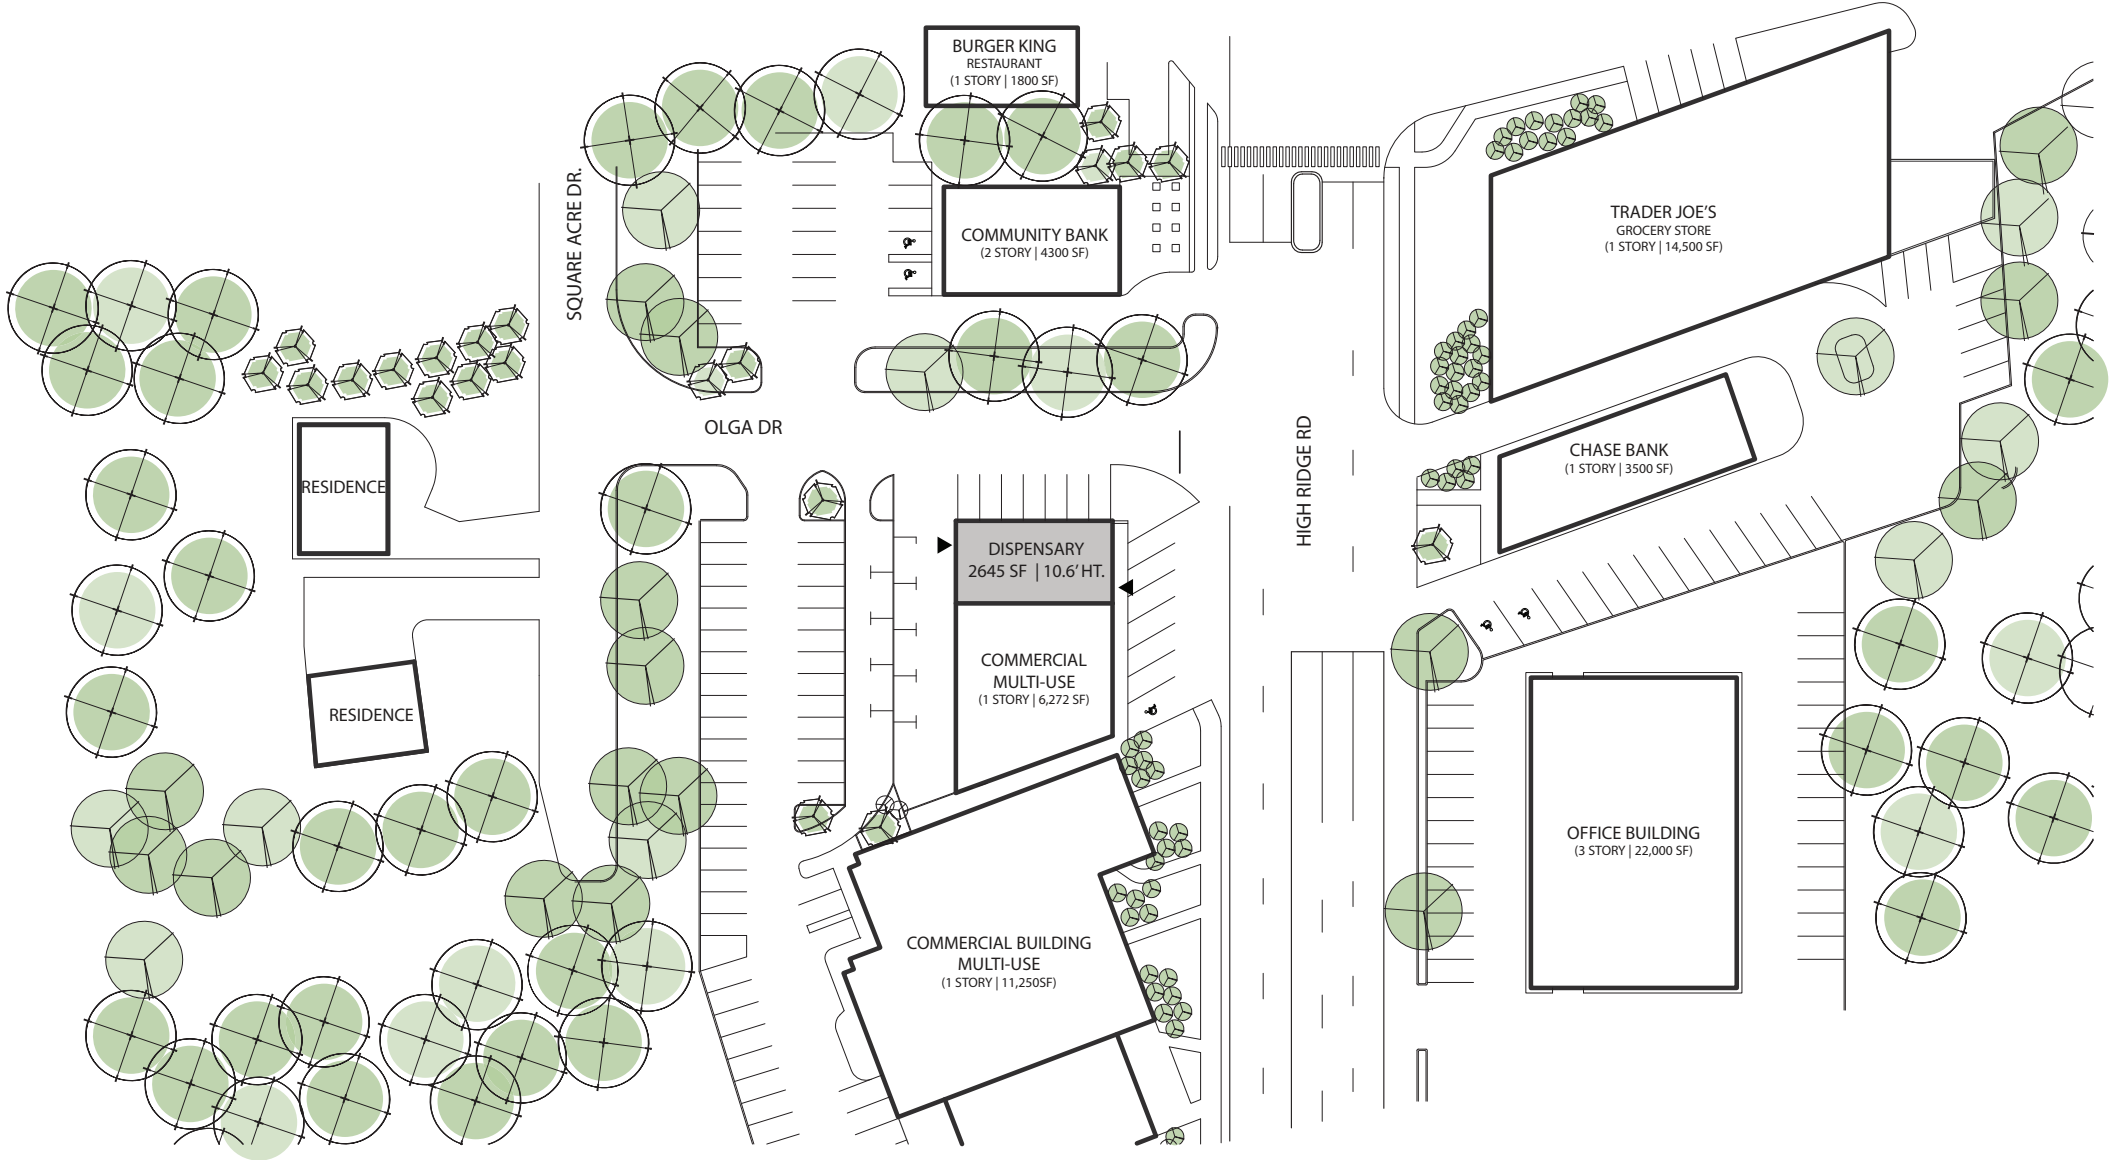 BURGER KING
RESTAURANT
(1 STORY | 1800 SF)
SQUARE ACRE DR.
COMMUNITY BANK
(2 STORY | 4300 SF)
TRADER JOE'S
GROCERY STORE
(1 STORY | 14,500 SF)
OLGA DR
HIGH RIDGE RD
CHASE BANK
(1 STORY | 3500 SF)
RESIDENCE
DISPENSARY
2645 SF | 10.6' HT.
COMMERCIAL
MULTI-USE
(1 STORY | 6,272 SF)
RESIDENCE
OFFICE BUILDING
(3 STORY | 22,000 SF)
COMMERCIAL BUILDING
MULTI-USE
(1 STORY | 11,250SF)